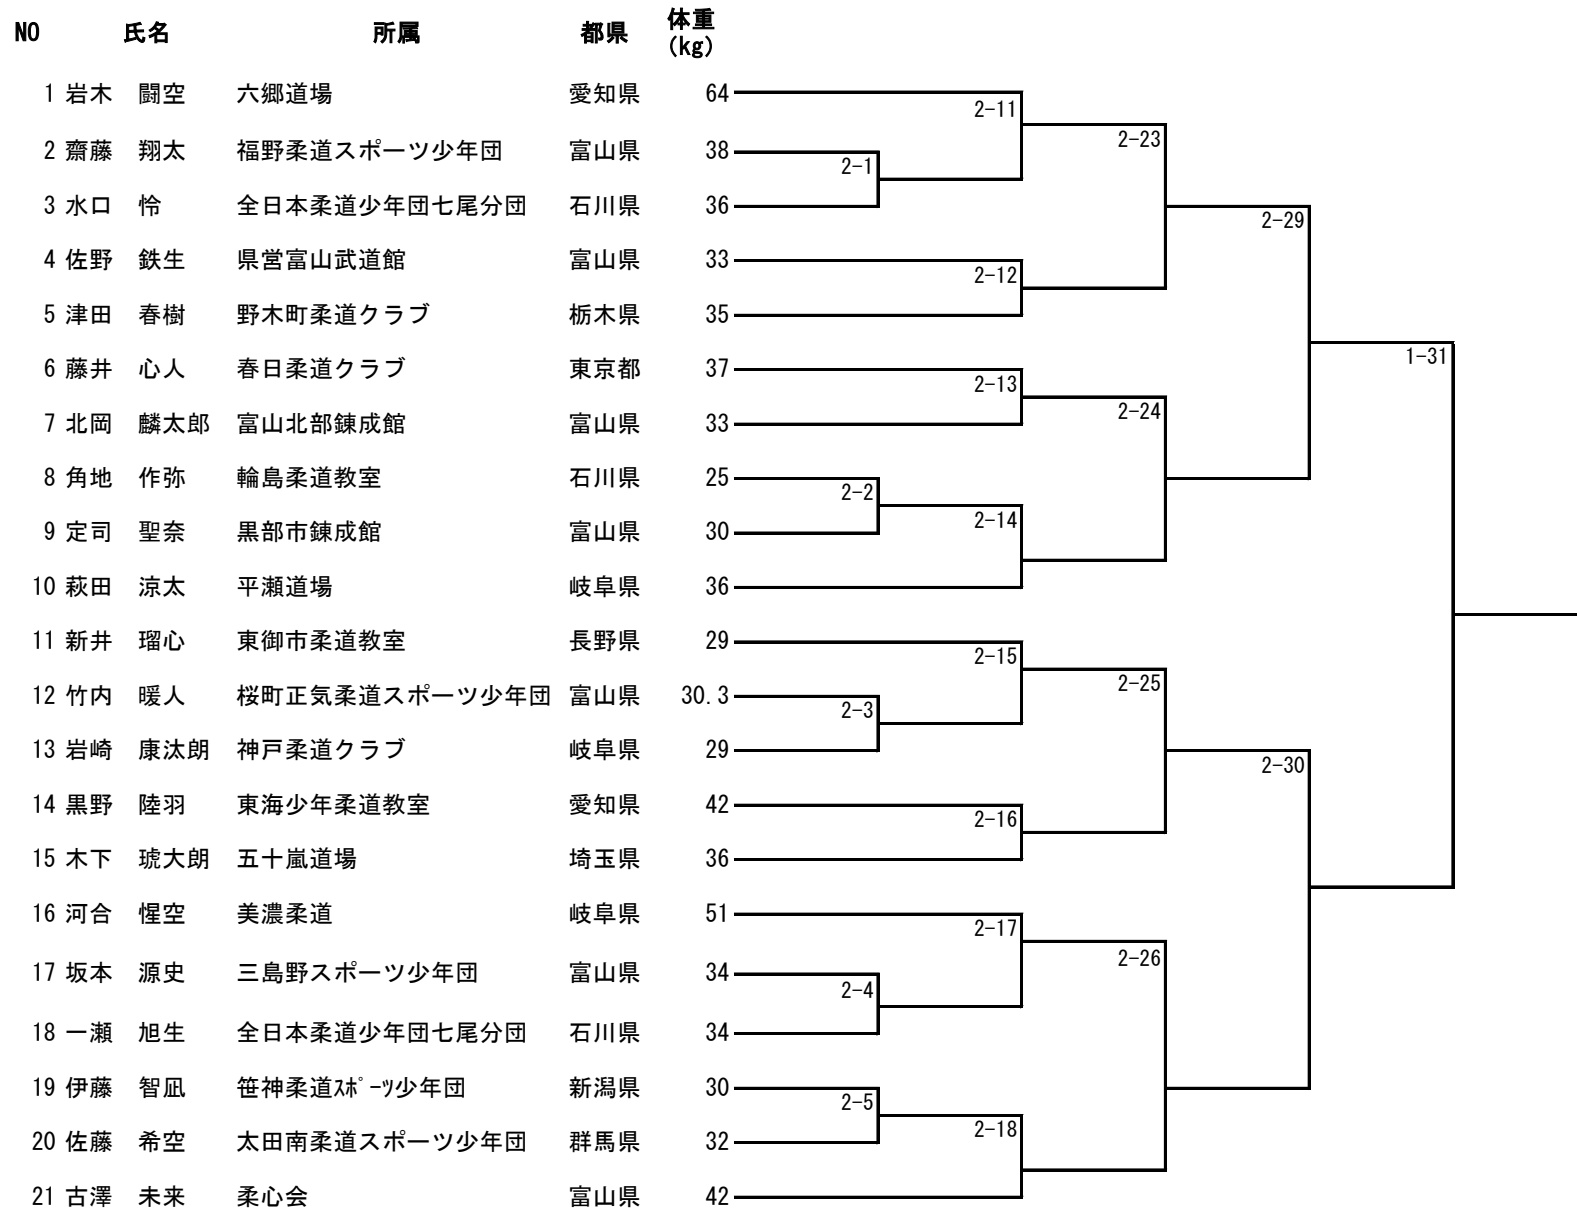 NO 氏名 所属 都県 体重(kg)
1 岩木 闘空 六郷道場 愛知県 64
2-11
2 齋藤 翔太 福野柔道スポーツ少年団 富山県 38
2-23
2-1
3 水口 怜 全日本柔道少年団七尾分団 石川県 36
2-29
4 佐野 鉄生 県営富山武道館 富山県 33
2-12
5 津田 春樹 野木町柔道クラブ 栃木県 35
1-31
6 藤井 心人 春日柔道クラブ 東京都 37
2-13
2-24
7 北岡 麟太郎 富山北部錬成館 富山県 33
8 角地 作弥 輪島柔道教室 石川県 25
2-2
2-14
9 定司 聖奈 黒部市錬成館 富山県 30
10 萩田 涼太 平瀬道場 岐阜県 36
11 新井 瑠心 東御市柔道教室 長野県 29
2-15
2-25
12 竹内 暖人 桜町正気柔道スポーツ少年団 富山県 30.3
2-3
13 岩崎 康汰朗 神戸柔道クラブ 岐阜県 29
2-30
14 黒野 陸羽 東海少年柔道教室 愛知県 42
2-16
15 木下 琥大朗 五十嵐道場 埼玉県 36
16 河合 惺空 美濃柔道 岐阜県 51
2-17
2-26
17 坂本 源史 三島野スポーツ少年団 富山県 34
2-4
18 一瀬 旭生 全日本柔道少年団七尾分団 石川県 34
19 伊藤 智凪 笹神柔道ｽﾎﾟｰﾂ少年団 新潟県 30
2-5
2-18
20 佐藤 希空 太田南柔道スポーツ少年団 群馬県 32
21 古澤 未来 柔心会 富山県 42